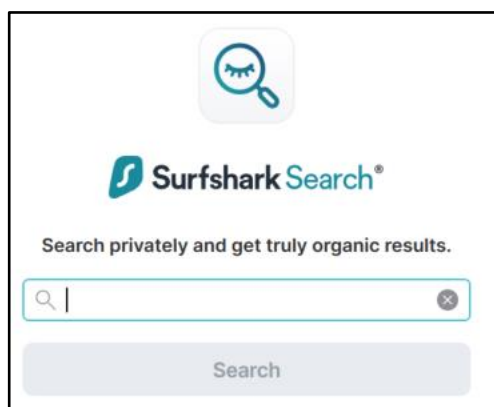 Surfshark Search®
Search privately and get truly organic results.
Search